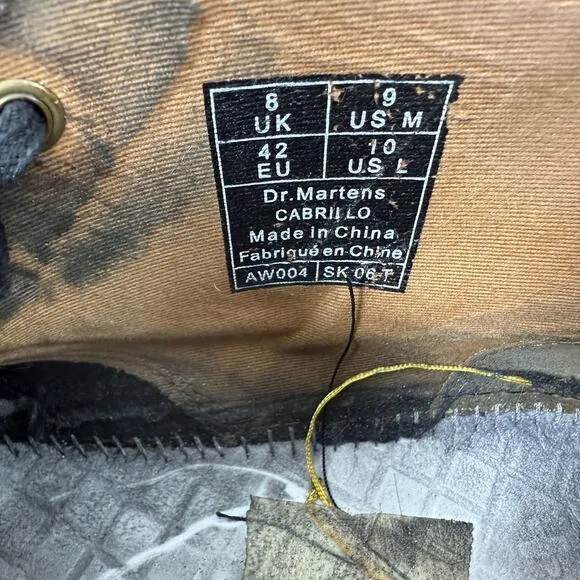 8 9
UK US M
42 10
EU US L
Dr.Martens
CABRILLO
Made in China
Fabriqué en Chine
AW004 SK 06 T